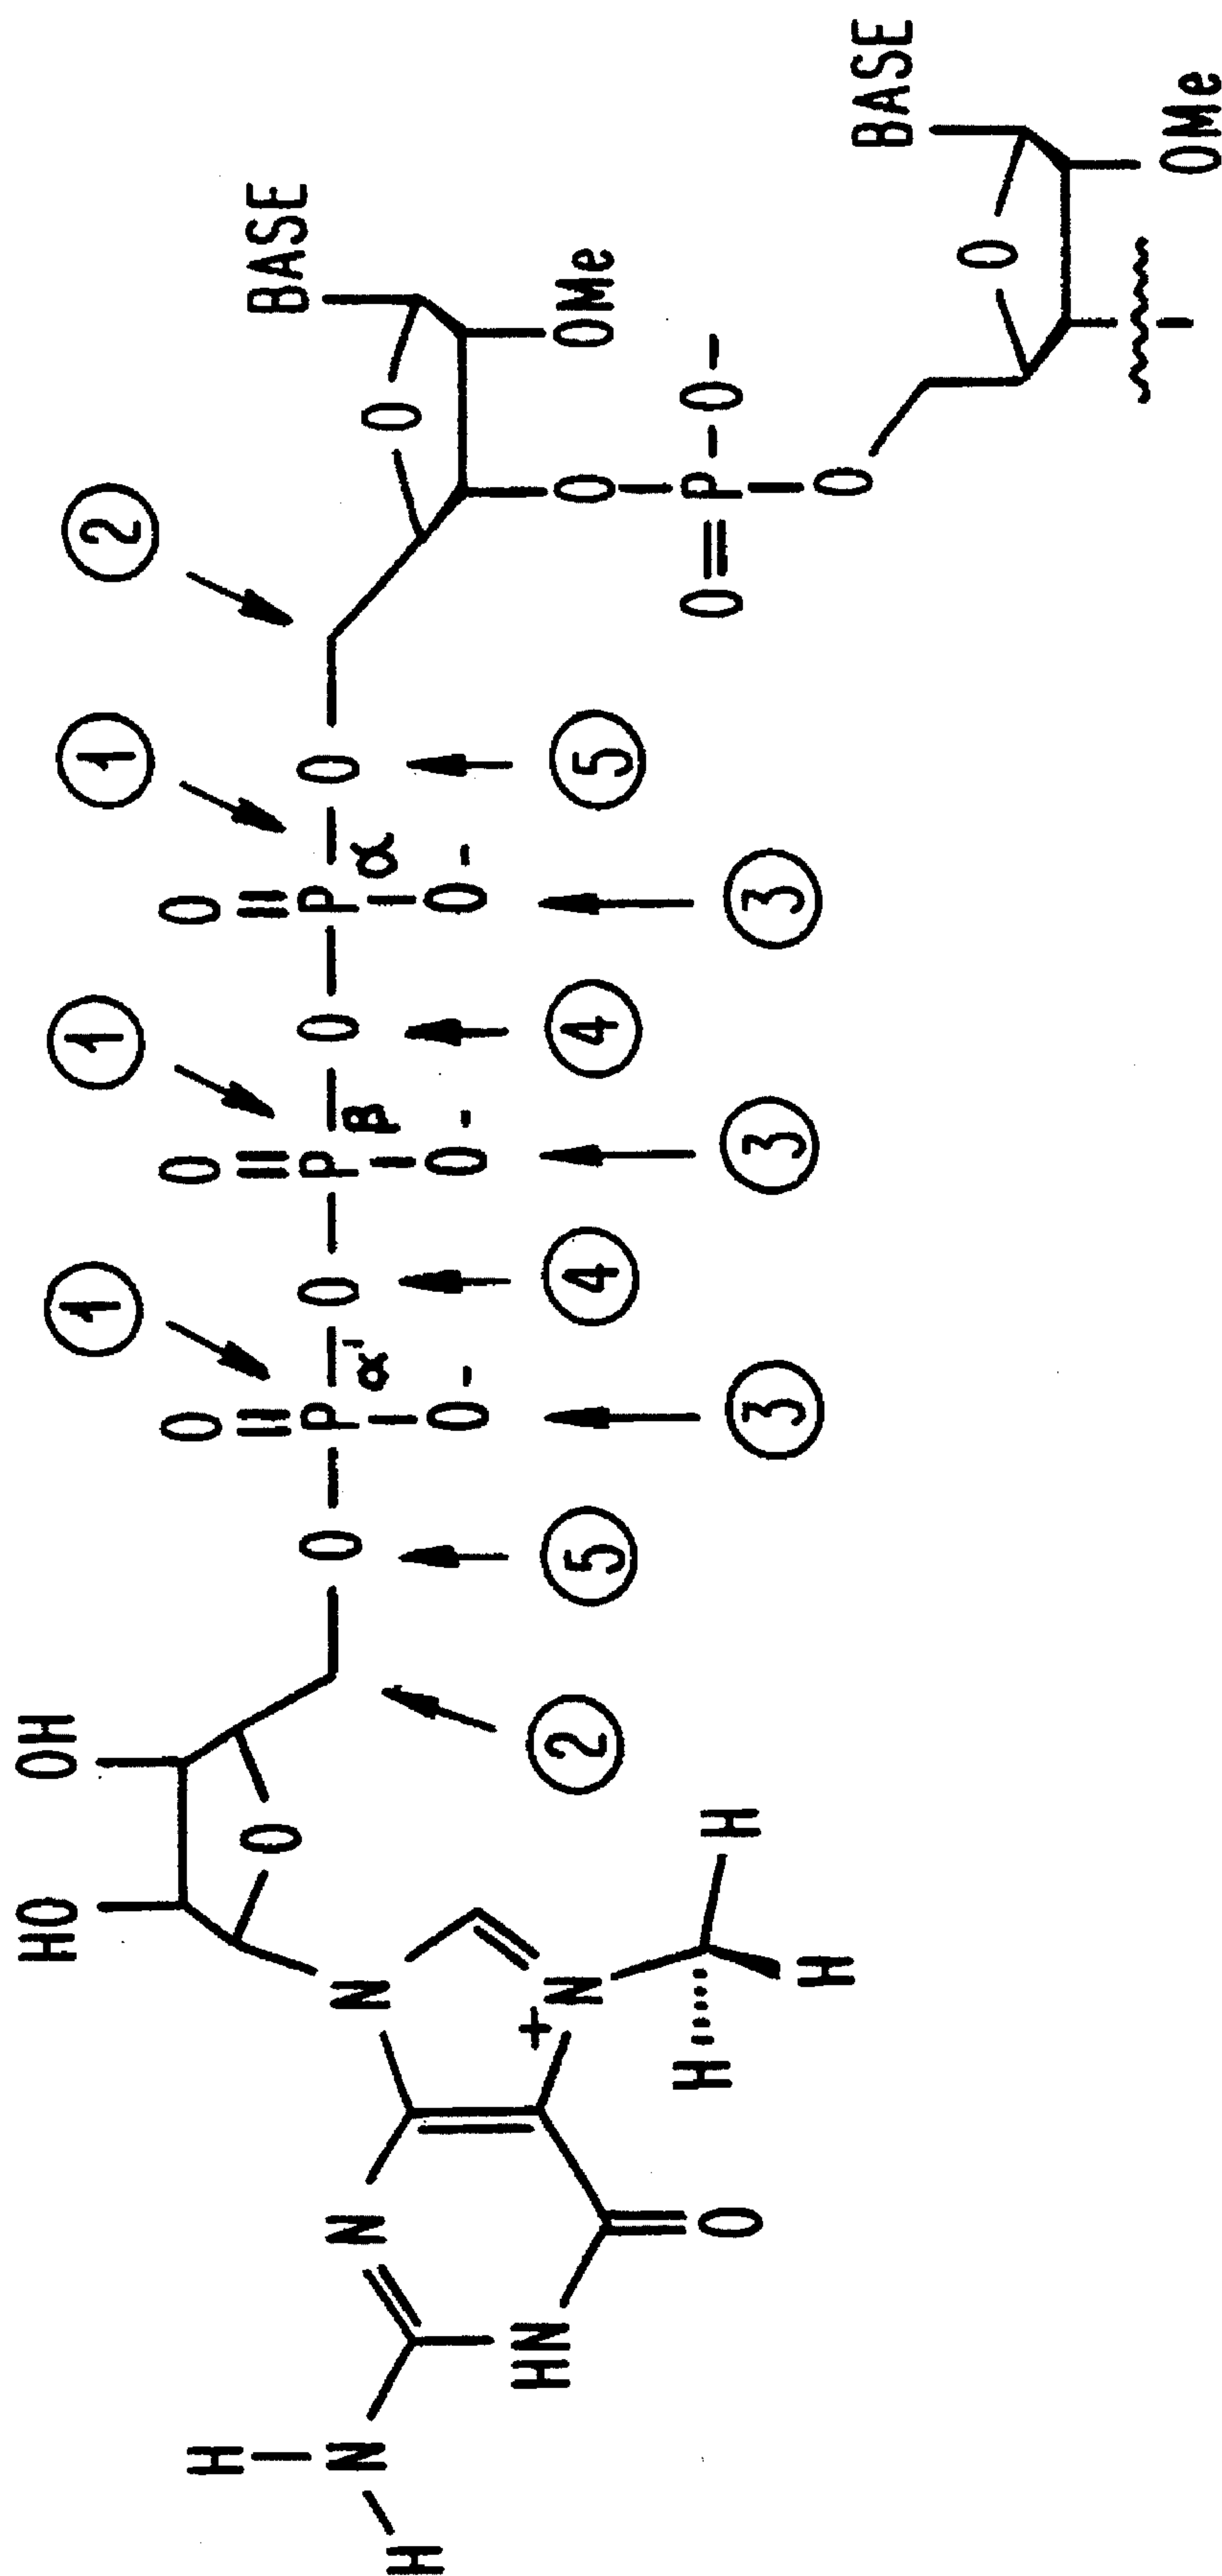 HO OH
1 1 1 2
O O O
H
O BASE
O P O P O P O
N N N
α' β α
O
H
O- O- O-
+
HN
N 2 5 4 4 5 O OMe
H
O=P-O-
O H
3 3 3
H
O
BASE
O
OMe